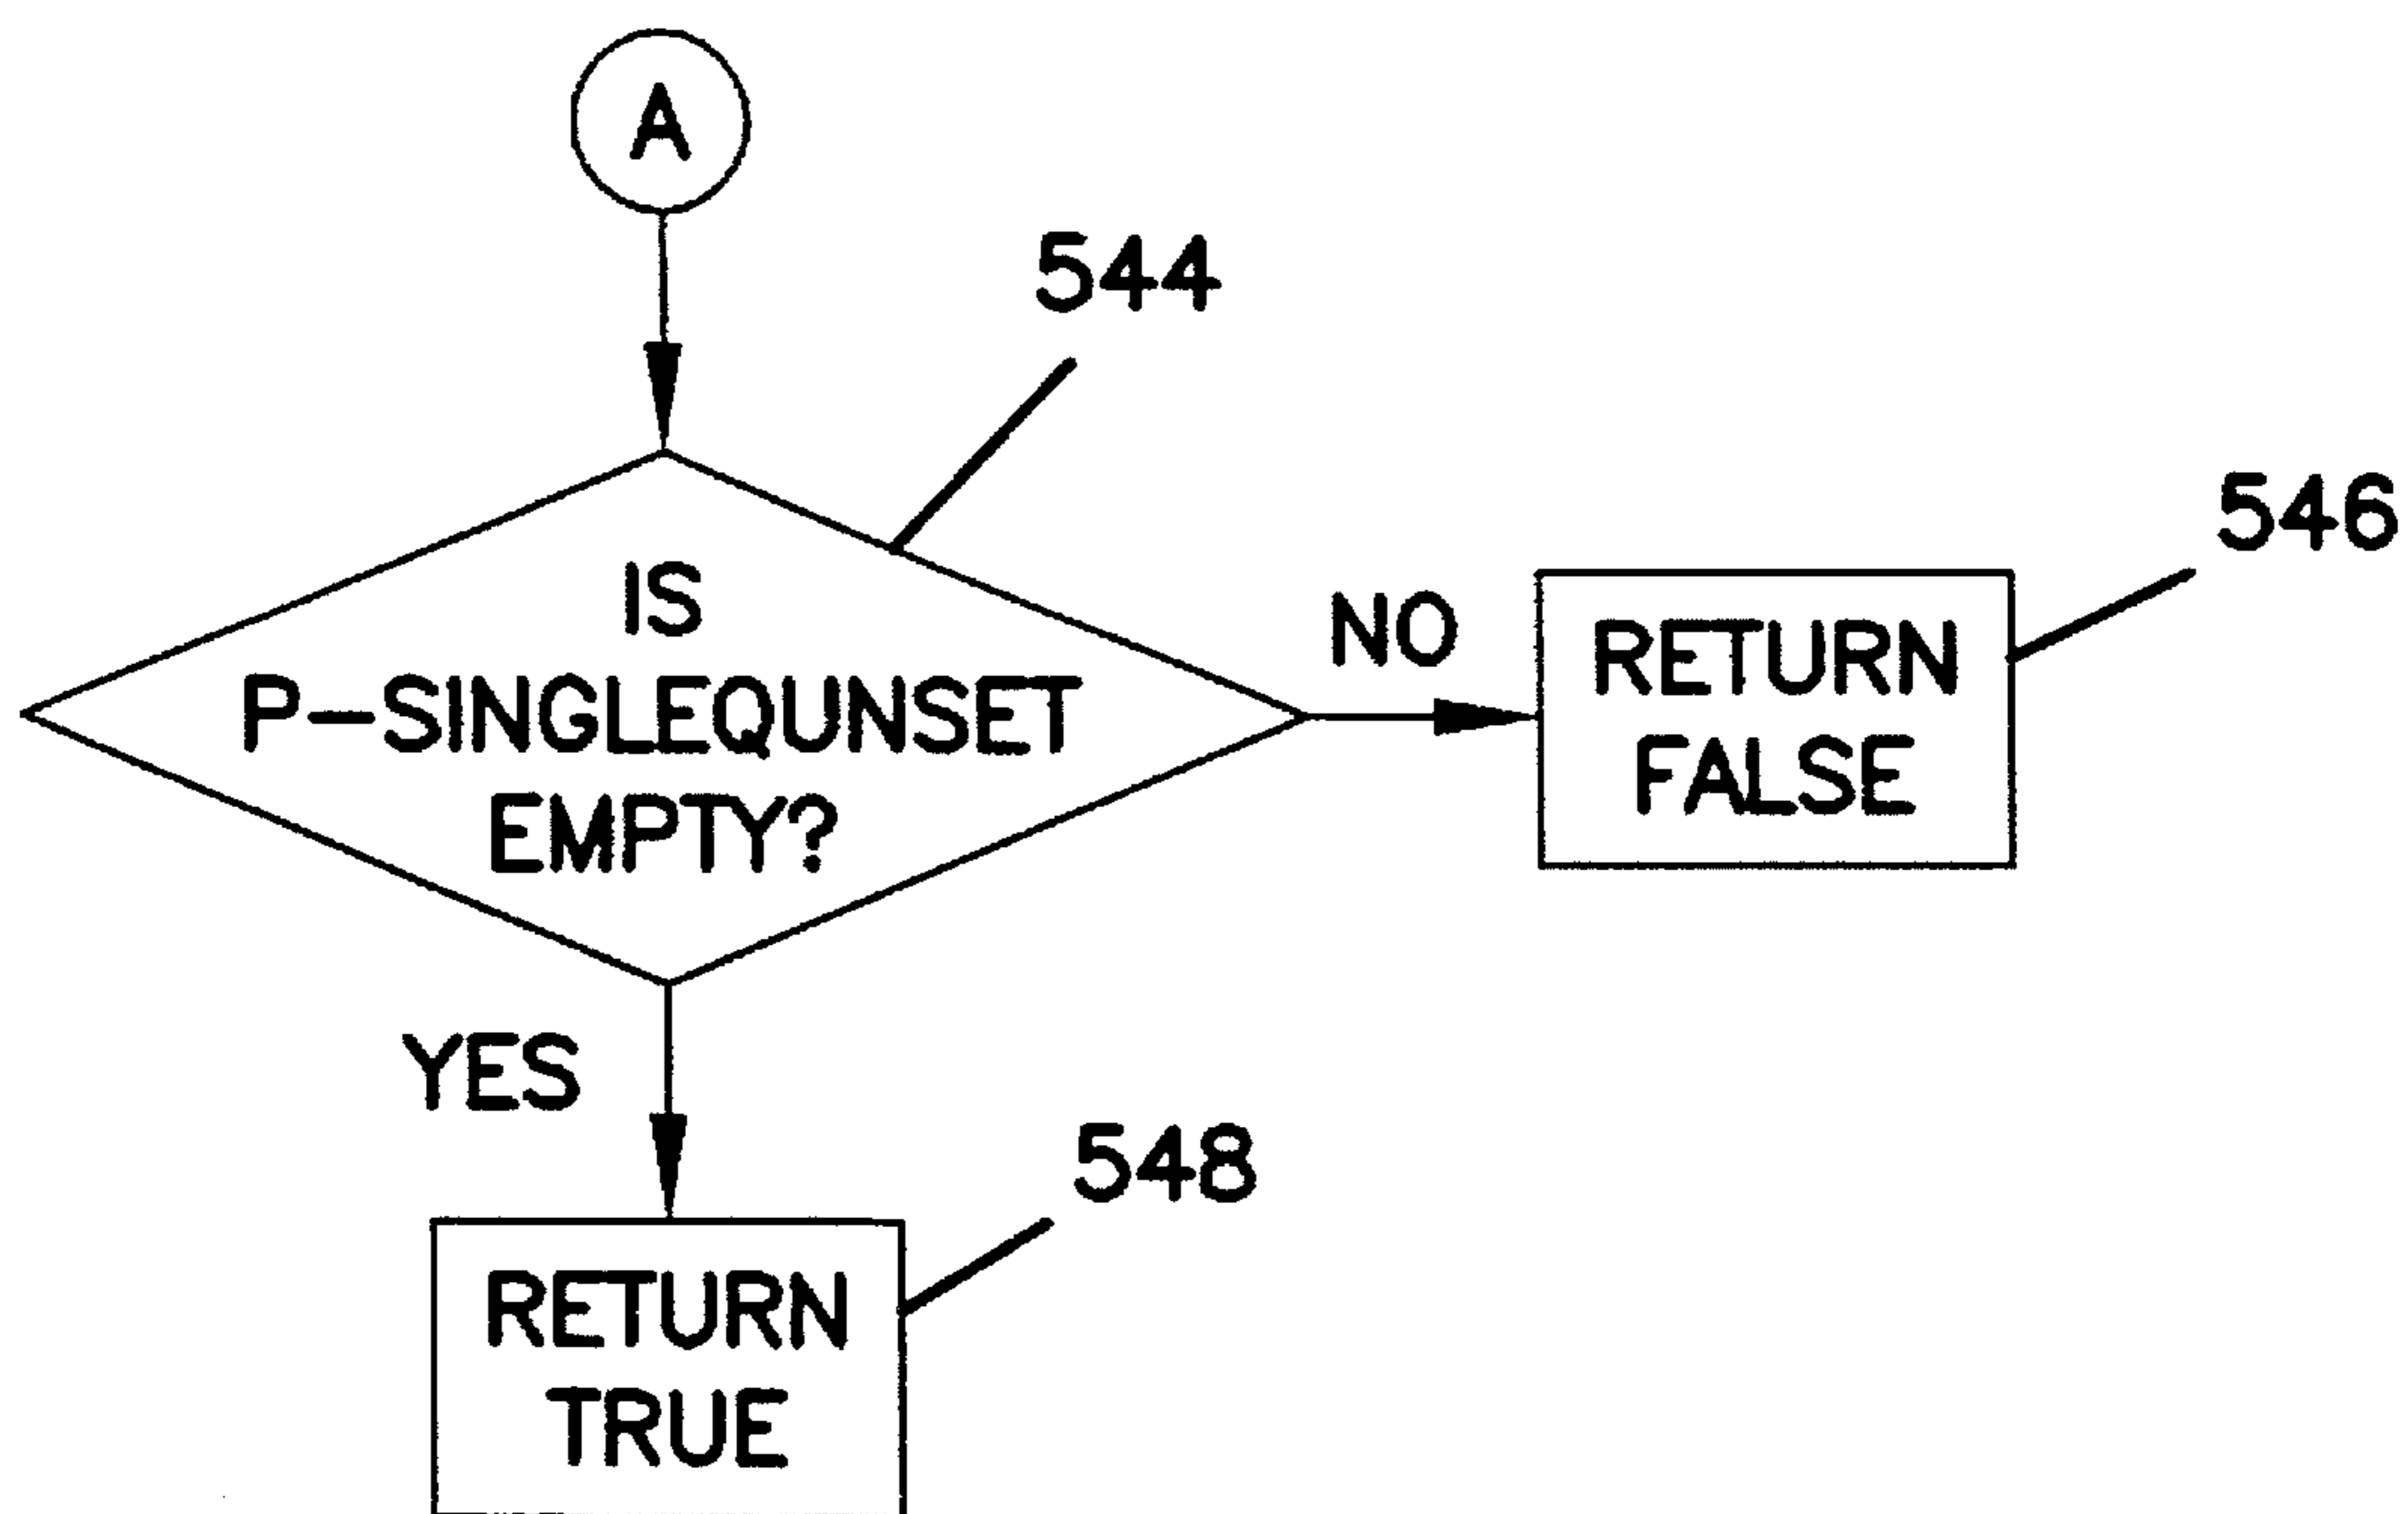 A
544
IS
P-SINGLEQUNSET
EMPTY?
NO
546
RETURN
FALSE
YES
548
RETURN
TRUE